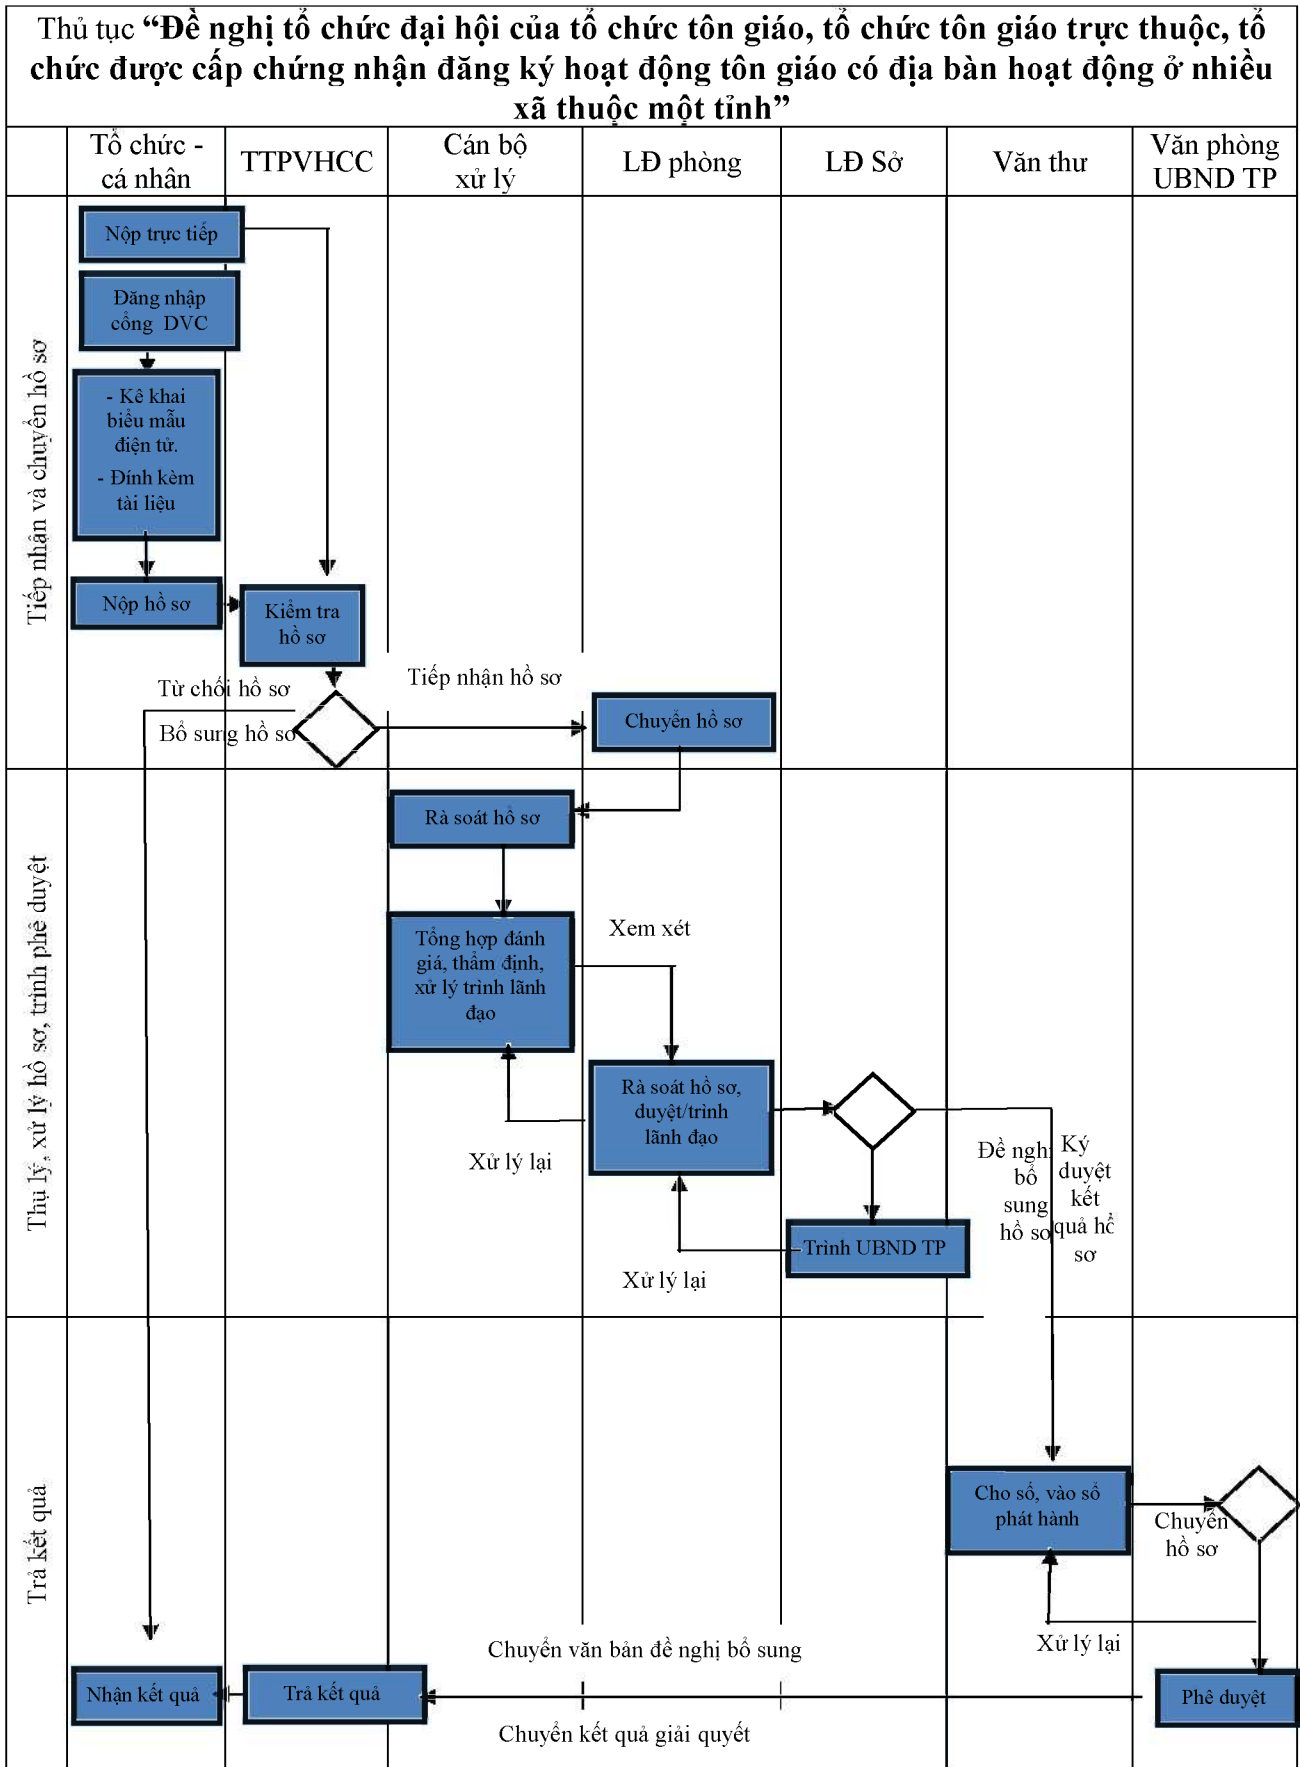 Thủ tục “Đề nghị tổ chức đại hội của tổ chức tôn giáo, tổ chức tôn giáo trực thuộc, tổ
chức được cấp chứng nhận đăng ký hoạt động tôn giáo có địa bàn hoạt động ở nhiều
xã thuộc một tỉnh”
Tổ chức -
cá nhân
TTPVHCC
Cán bộ
xử lý
LĐ phòng
LĐ Sở
Văn thư
Văn phòng
UBND TP
Tiếp nhận và chuyển hồ sơ
Nộp trực tiếp
Đăng nhập
cổng DVC
- Kê khai
biểu mẫu
điện tử.
- Đính kèm
tài liệu
Nộp hồ sơ
Kiểm tra
hồ sơ
Từ chối hồ sơ
Bổ sung hồ sơ
Tiếp nhận hồ sơ
Chuyển hồ sơ
Thụ lý, xử lý hồ sơ, trình phê duyệt
Rà soát hồ sơ
Tổng hợp đánh
giá, thẩm định,
xử lý trình lãnh
đạo
Xem xét
Rà soát hồ sơ,
duyệt/trình
lãnh đạo
Xử lý lại
Đề nghị
bổ
sung
hồ sơ
Ký
duyệt
kết
quả hồ
sơ
Trình UBND TP
Xử lý lại
Trả kết quả
Cho số, vào sổ
phát hành
Chuyển
hồ sơ
Xử lý lại
Chuyển văn bản đề nghị bổ sung
Nhận kết quả
Trả kết quả
Phê duyệt
Chuyển kết quả giải quyết